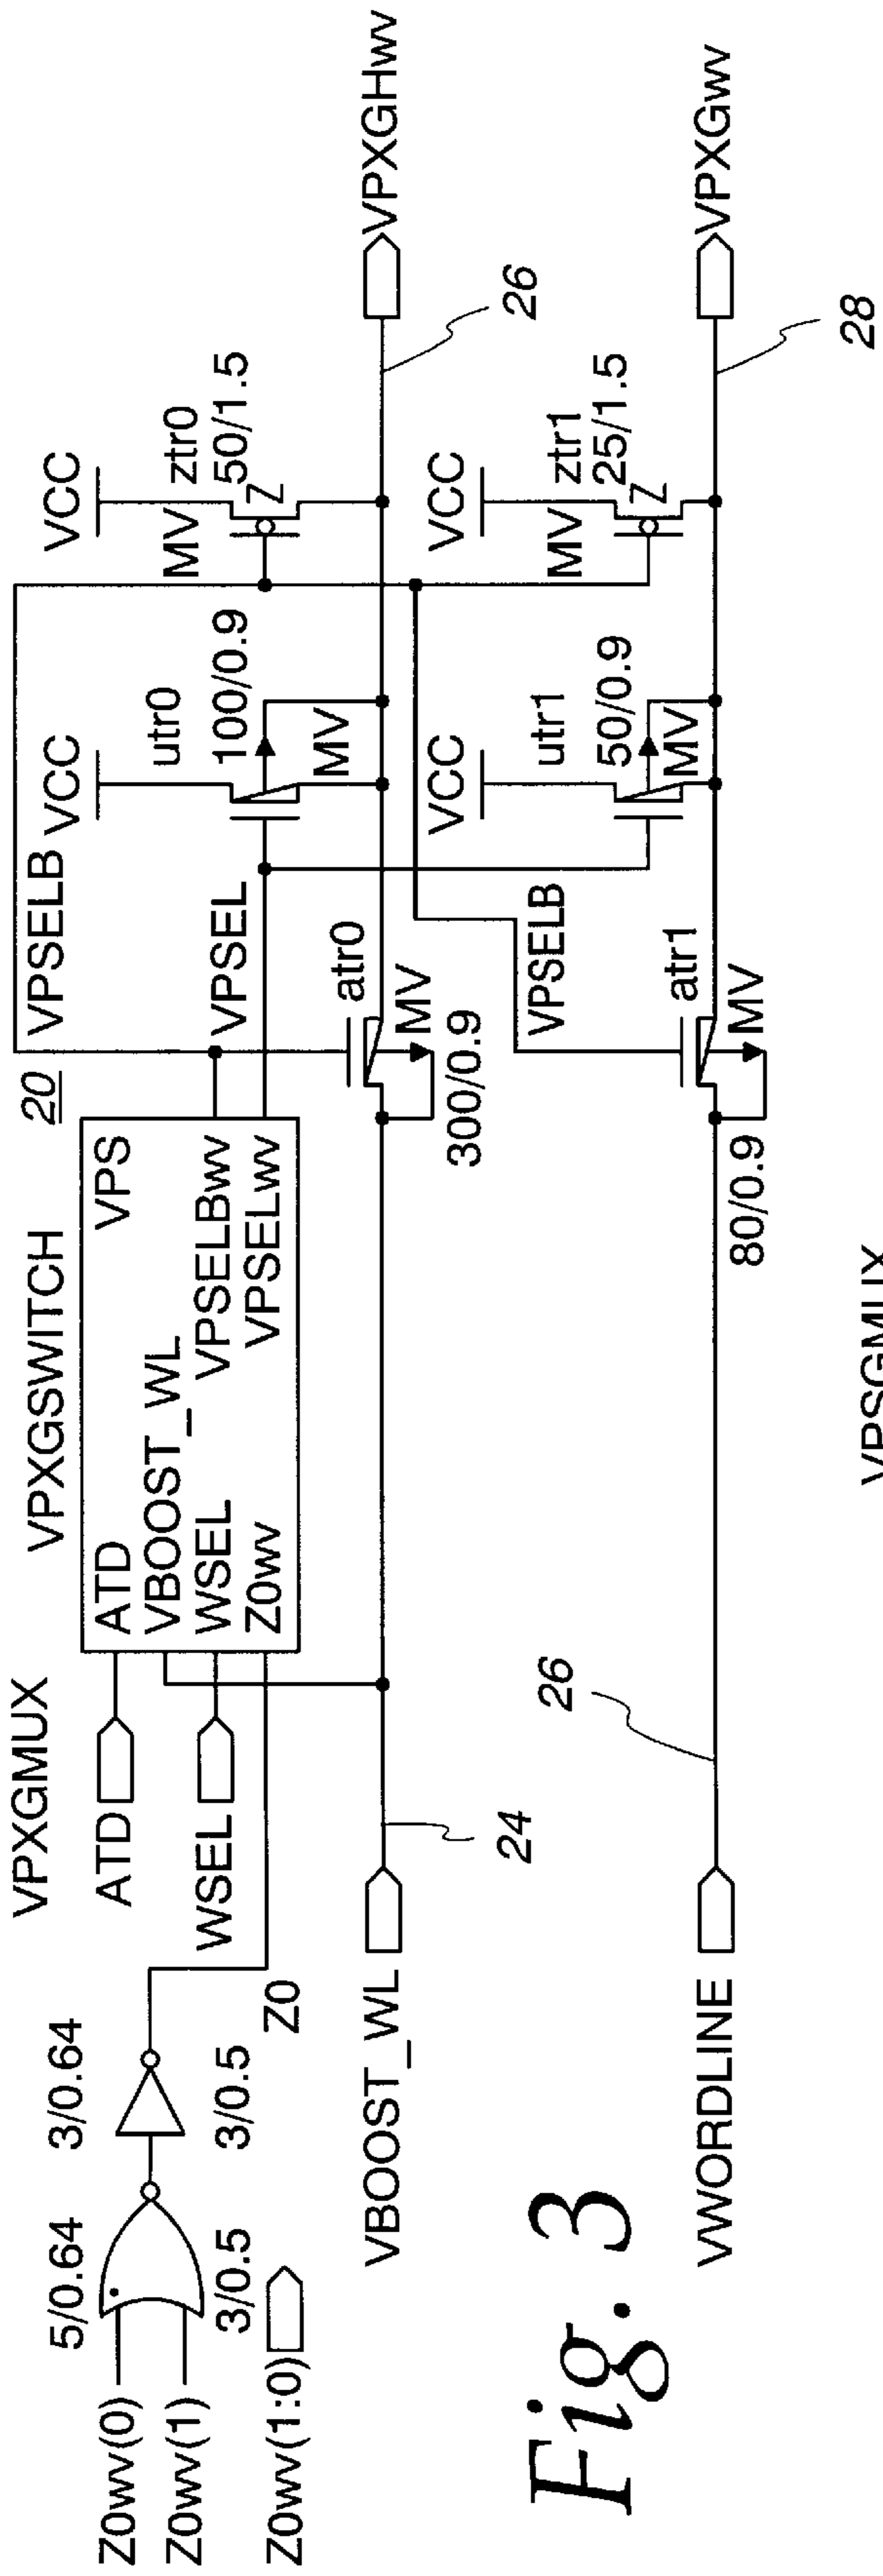 VPXGMUX
VPXGSWITCH
20
ATD
ATD
VPS
VBOOST_WL
WSEL
WSEL
VPSELBwv
Z0wv
VPSELwv
VPSELB
VPSEL
VCC
utr0
100/0.9
MV
VCC
MV
ztr0
50/1.5
Z
5/0.64
3/0.64
Z0wv(0)
Z0wv(1)
3/0.5
3/0.5
Z0wv(1:0)
Z0
VBOOST_WL
24
atr0
MV
300/0.9
26
VPXGHwv
VPSELB
VCC
utr1
50/0.9
MV
VCC
MV
ztr1
25/1.5
Z
VWORDLINE
26
atr1
MV
80/0.9
28
VPXGwv
Fig. 3
VPSGMUX